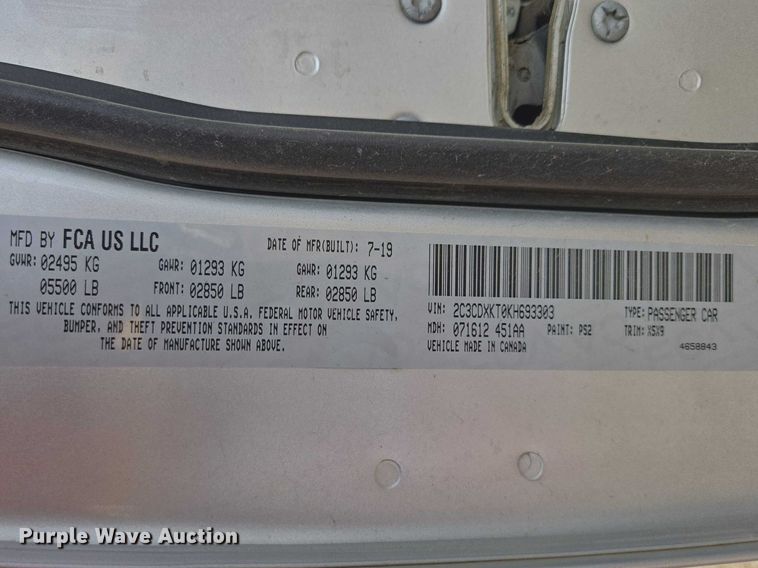 MFD BY FCA US LLC DATE OF MFR(BUILT): 7-19
GVWR: 02495 KG GAWR: 01293 KG GAWR: 01293 KG
05500 LB FRONT: 02850 LB REAR: 02850 LB
THIS VEHICLE CONFORMS TO ALL APPLICABLE U.S.A. FEDERAL MOTOR VEHICLE SAFETY,
BUMPER, AND THEFT PREVENTION STANDARDS IN EFFECT ON
THE DATE OF MANUFACTURE SHOWN ABOVE.
VIN: 2C3CDXKT0KH693303 TYPE: PASSENGER CAR
MDH: 071612 451AA PAINT: PS2 TRIM: X5X9
VEHICLE MADE IN CANADA 4658843
Purple Wave Auction